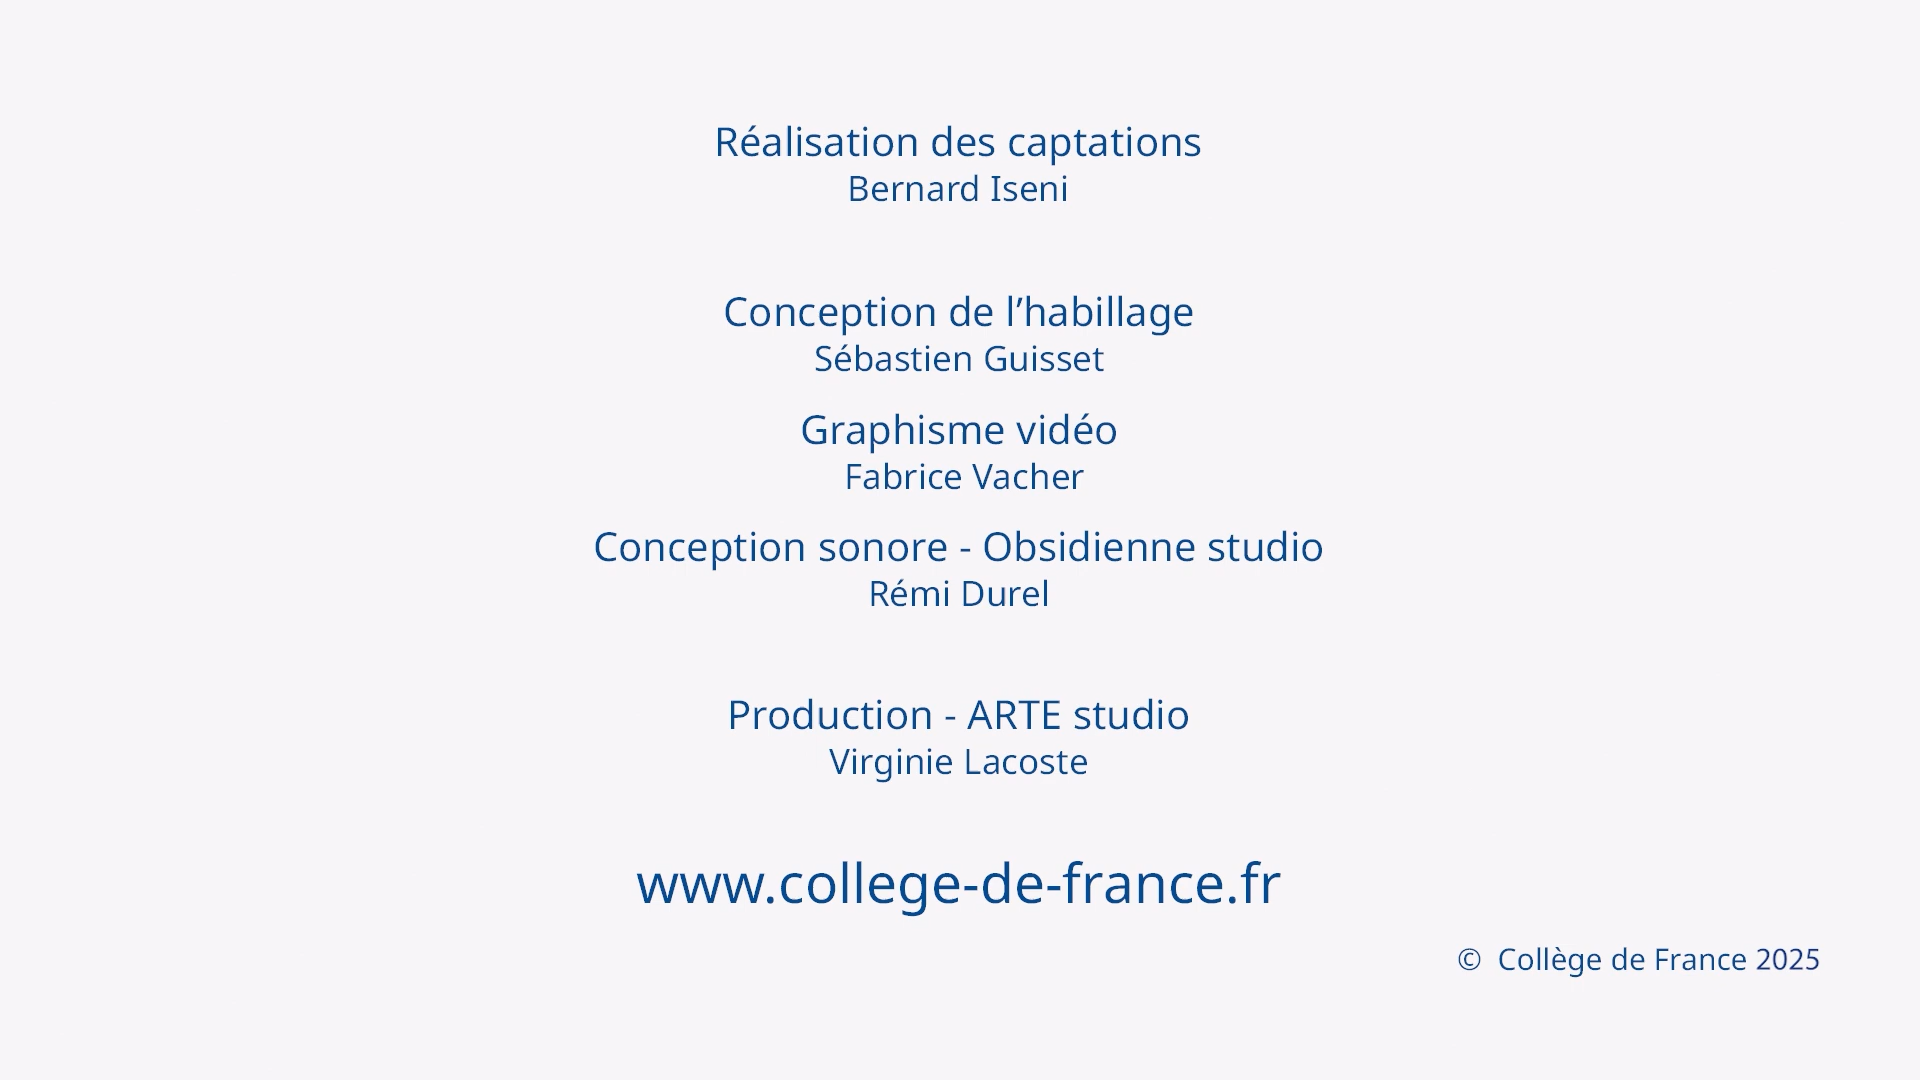 Réalisation des captations
Bernard Iseni
Conception de l’habillage
Sébastien Guisset
Graphisme vidéo
Fabrice Vacher
Conception sonore - Obsidienne studio
Rémi Durel
Production - ARTE studio
Virginie Lacoste
www.college-de-france.fr
© Collège de France 2025